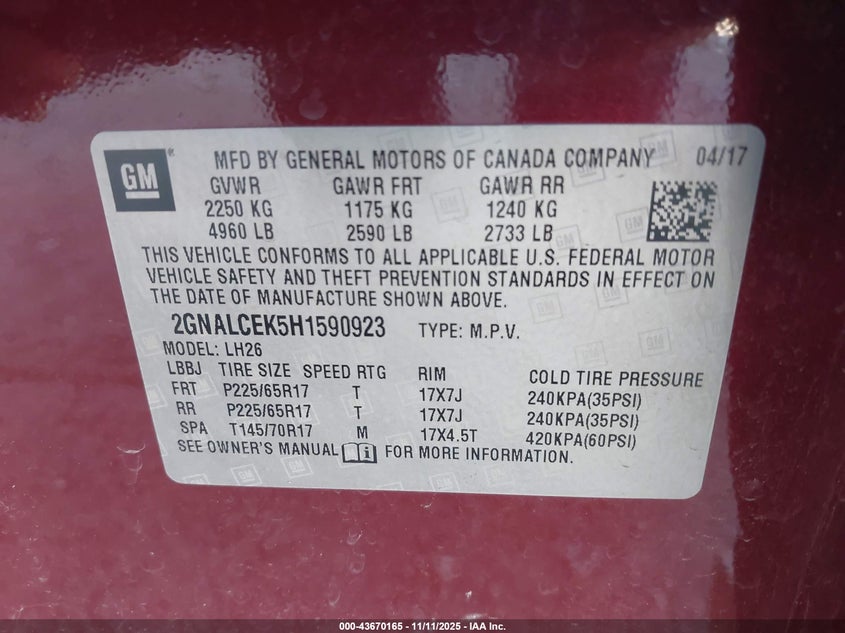 GM ® MFD BY GENERAL MOTORS OF CANADA COMPANY 04/17
GVWR GAWR FRT GAWR RR
2250 KG 1175 KG 1240 KG
4960 LB 2590 LB 2733 LB
THIS VEHICLE CONFORMS TO ALL APPLICABLE U.S. FEDERAL MOTOR
VEHICLE SAFETY AND THEFT PREVENTION STANDARDS IN EFFECT ON
THE DATE OF MANUFACTURE SHOWN ABOVE.
2GNALCEK5H1590923 TYPE: M.P.V.
MODEL: LH26
LBBJ TIRE SIZE SPEED RTG RIM COLD TIRE PRESSURE
FRT P225/65R17 T 17X7J 240KPA(35PSI)
RR P225/65R17 T 17X7J 240KPA(35PSI)
SPA T145/70R17 M 17X4.5T 420KPA(60PSI)
SEE OWNER'S MANUAL FOR MORE INFORMATION.
000-43670165 - 11/11/2025 - IAA Inc.